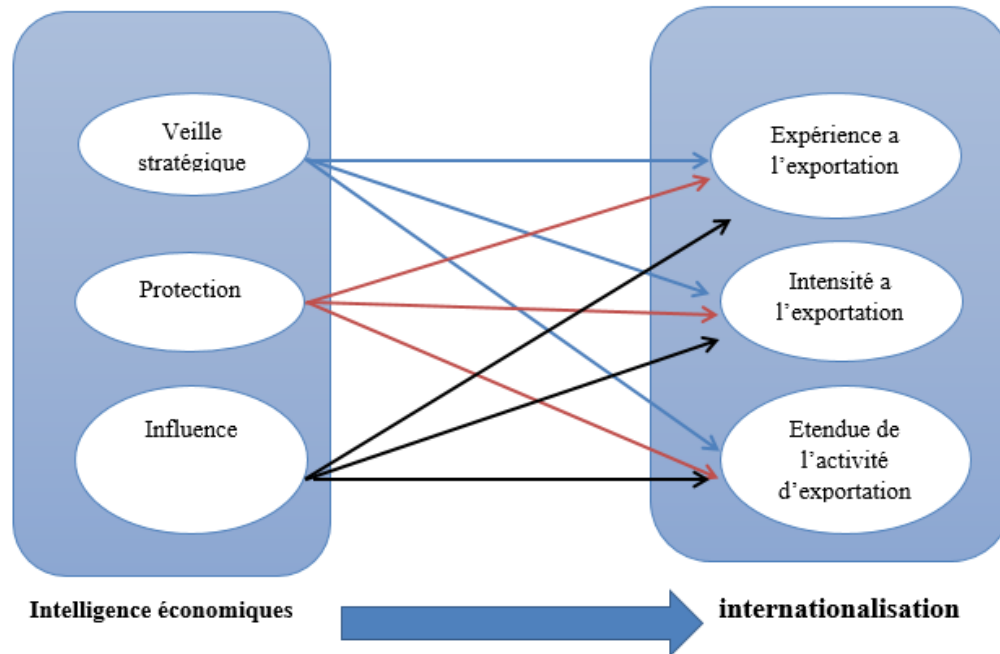 Veille
stratégique
Protection
Influence
Expérience a
l'exportation
Intensité a
l'exportation
Etendue de
l'activité
d'exportation
Intelligence économiques
internationalisation